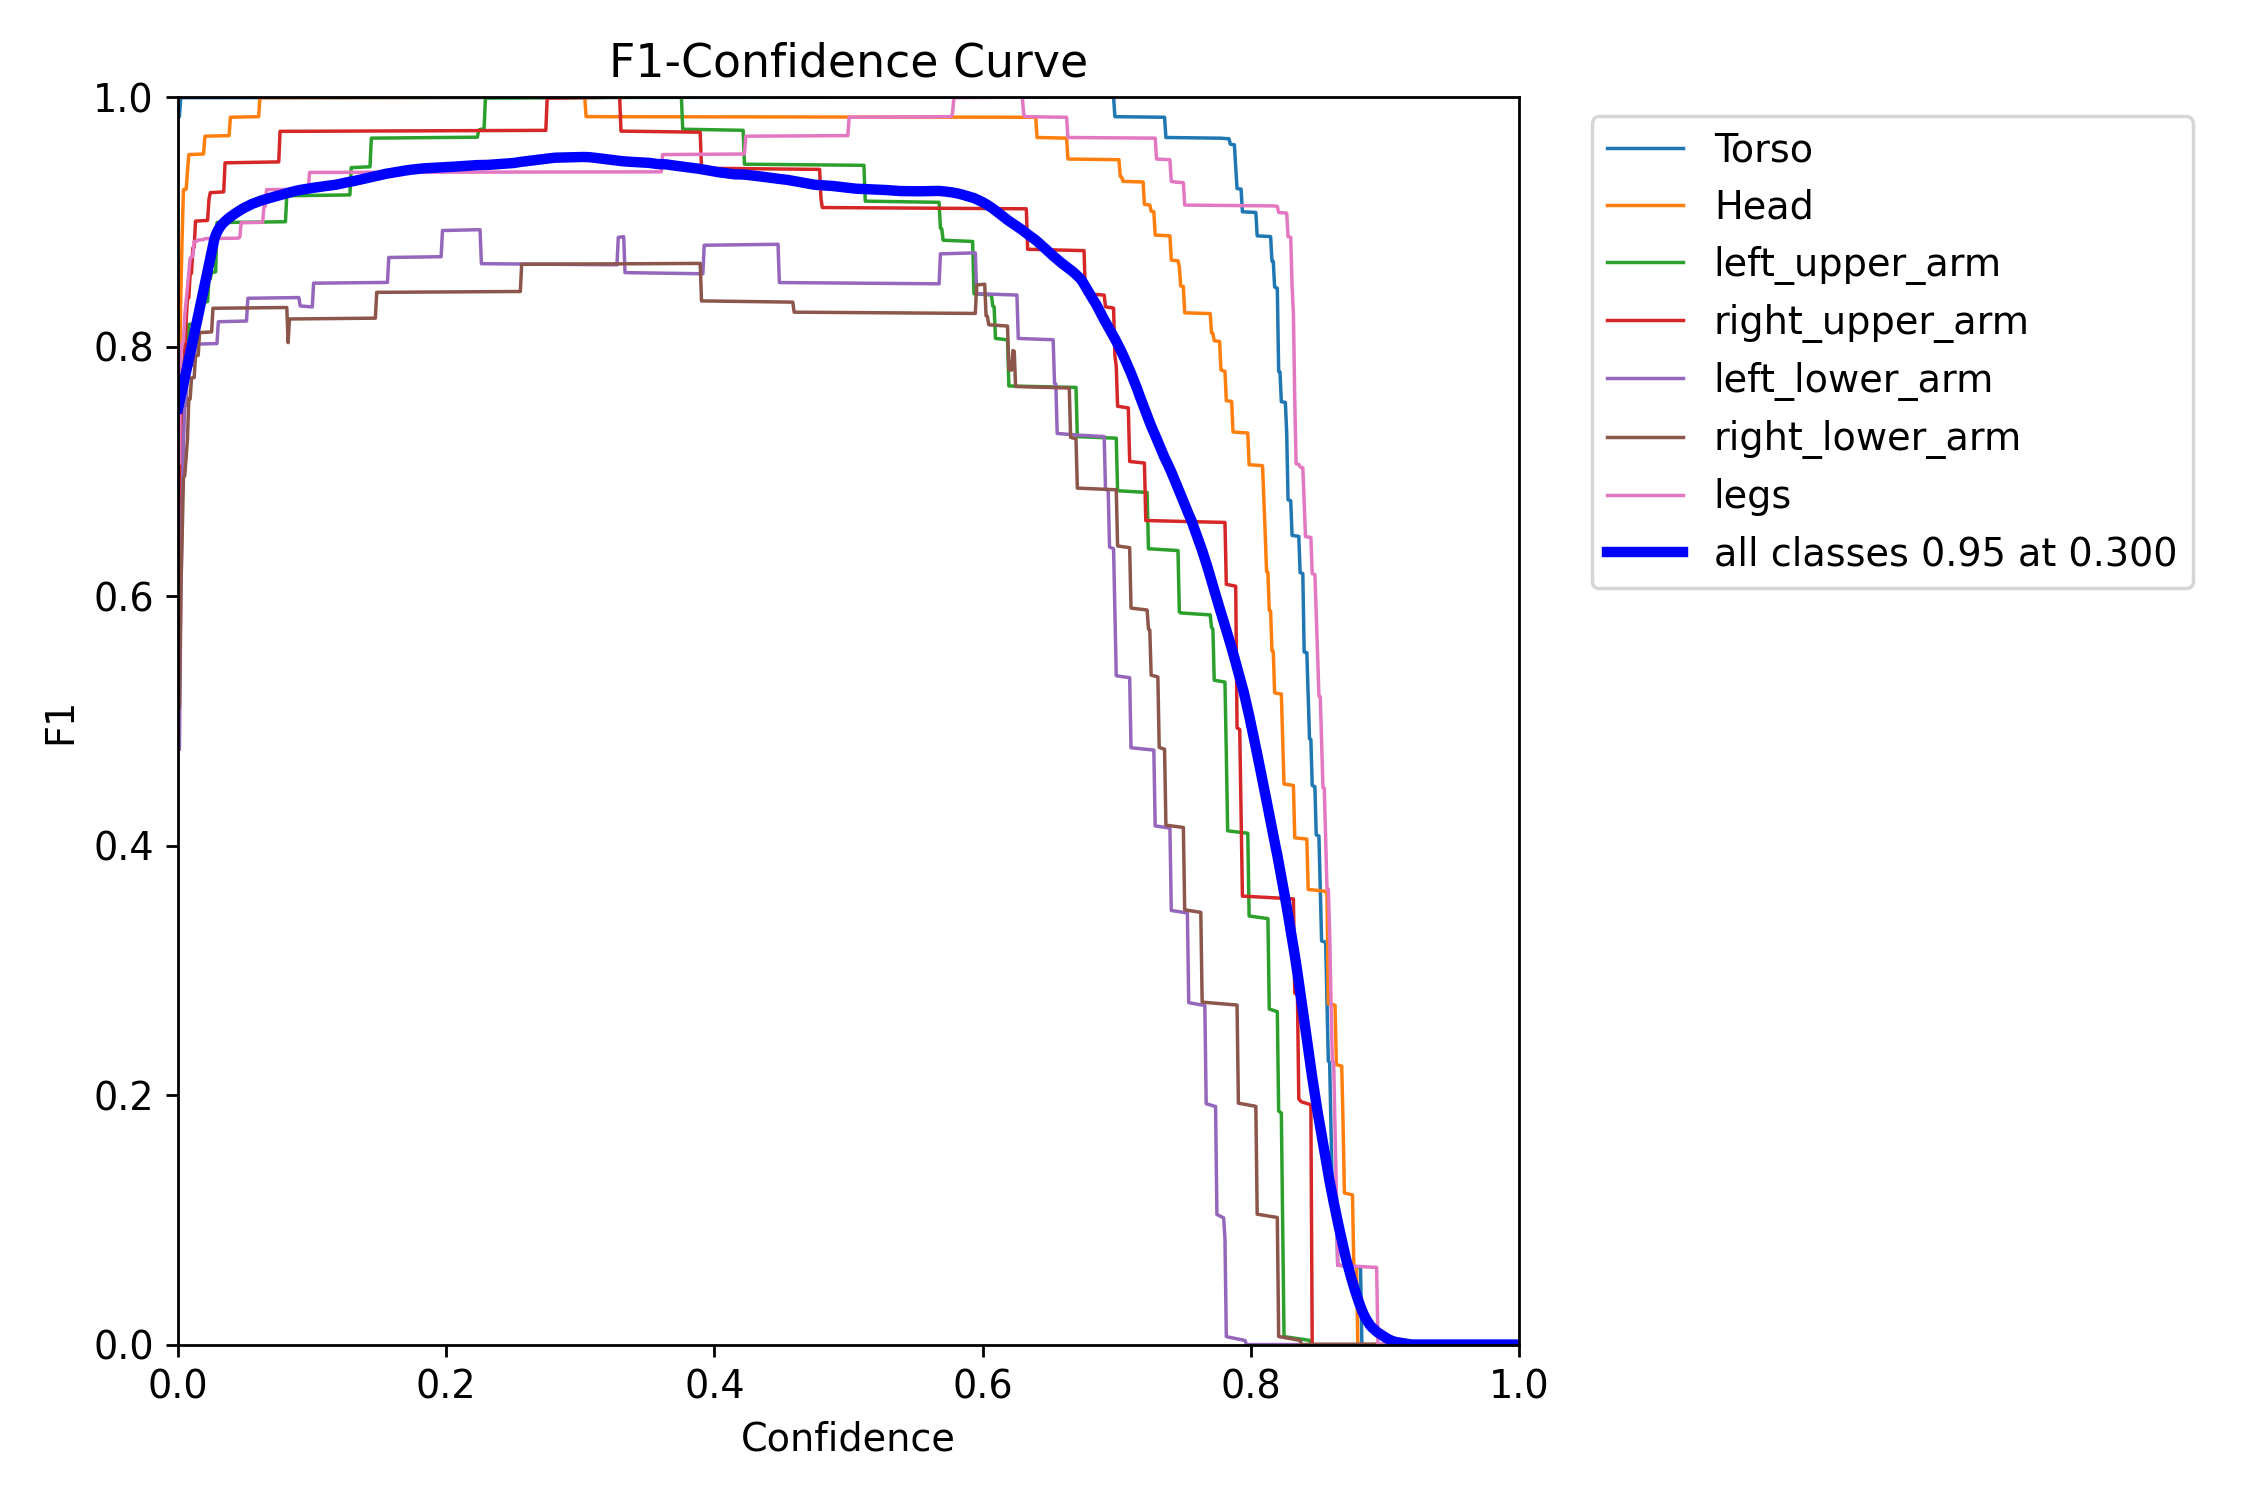 F1-Confidence Curve
1.0
0.8
0.6
0.4
0.2
0.0
F1
0.0 0.2 0.4 0.6 0.8 1.0
Confidence
Torso
Head
left_upper_arm
right_upper_arm
left_lower_arm
right_lower_arm
legs
all classes 0.95 at 0.300